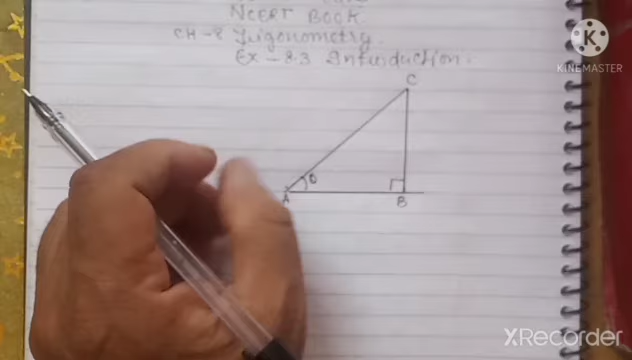 NCERT BOOK.
CH-8 Trigonometry.
Ex-8.3 Introduction.
KINEMASTER
C
θ
A
B
XRecorder